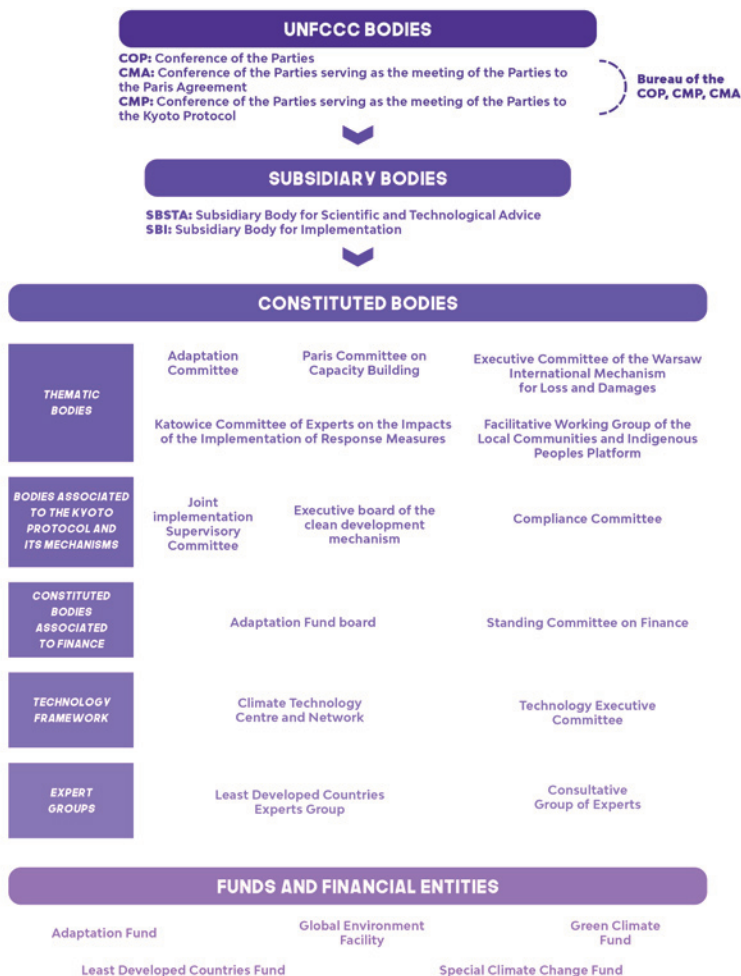 UNFCCC BODIES
COP: Conference of the Parties
CMA: Conference of the Parties serving as the meeting of the Parties to
the Paris Agreement
CMP: Conference of the Parties serving as the meeting of the Parties to
the Kyoto Protocol
Bureau of the
COP, CMP, CMA
SUBSIDIARY BODIES
SBSTA: Subsidiary Body for Scientific and Technological Advice
SBI: Subsidiary Body for Implementation
CONSTITUTED BODIES
THEMATIC
BODIES
Adaptation
Committee
Paris Committee on
Capacity Building
Executive Committee of the Warsaw
International Mechanism
for Loss and Damages
Katowice Committee of Experts on the Impacts
of the Implementation of Response Measures
Facilitative Working Group of the
Local Communities and Indigenous
Peoples Platform
BODIES ASSOCIATED
TO THE KYOTO
PROTOCOL AND
ITS MECHANISMS
Joint
implementation
Supervisory
Committee
Executive board of the
clean development
mechanism
Compliance Committee
CONSTITUTED
BODIES
ASSOCIATED
TO FINANCE
Adaptation Fund board
Standing Committee on Finance
TECHNOLOGY
FRAMEWORK
Climate Technology
Centre and Network
Technology Executive
Committee
EXPERT
GROUPS
Least Developed Countries
Experts Group
Consultative
Group of Experts
FUNDS AND FINANCIAL ENTITIES
Adaptation Fund
Global Environment
Facility
Green Climate
Fund
Least Developed Countries Fund
Special Climate Change Fund